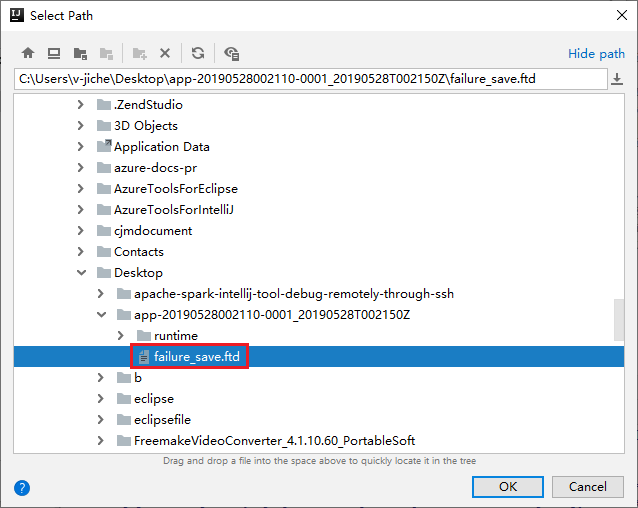 Select Path
Hide path
C:\Users\v-jiche\Desktop\app-20190528002110-0001_20190528T002150Z\failure_save.ftd
.ZendStudio
3D Objects
Application Data
azure-docs-pr
AzureToolsForEclipse
AzureToolsForIntelliJ
cjmdocument
Contacts
Desktop
apache-spark-intellij-tool-debug-remotely-through-ssh
app-20190528002110-0001_20190528T002150Z
runtime
failure_save.ftd
b
eclipse
eclipsefile
FreemakeVideoConverter_4.1.10.60_PortableSoft
Drag and drop a file into the space above to quickly locate it in the tree
?
OK
Cancel